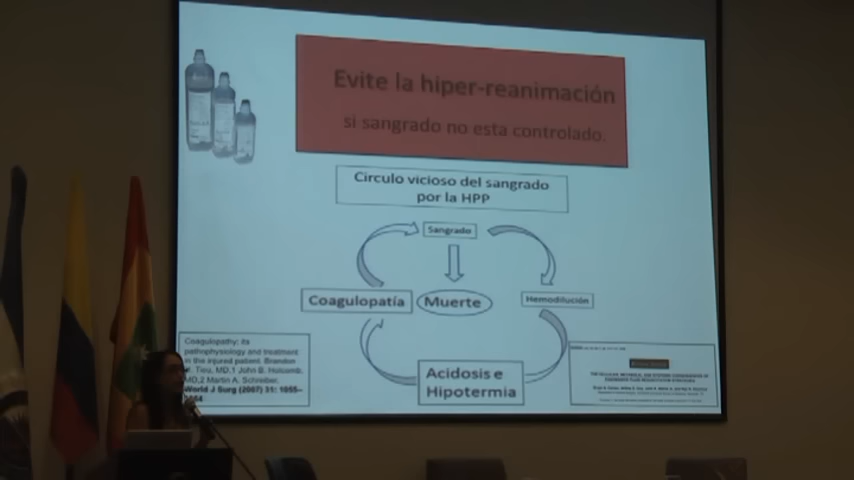 Evite la hiper-reanimación
si sangrado no esta controlado.
Circulo vicioso del sangrado
por la HPP
Sangrado
Coagulopatía
Muerte
Hemodilución
Acidosis e
Hipotermia
Coagulopathy: its
pathophysiology and treatment
in the injured patient. Brandon
Tieu, MD,1 John B. Holcomb,
MD,2 Martin A. Schreiber,
World J Surg (2007) 31: 1055–